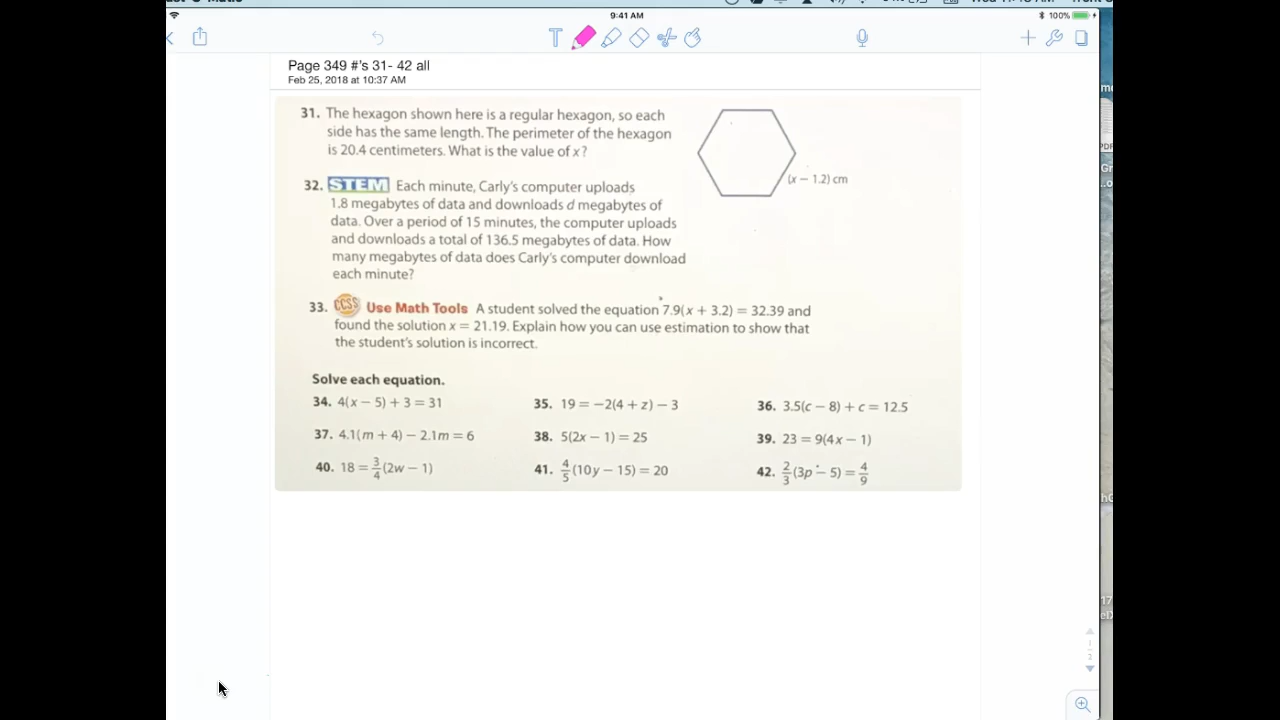 9:41 AM
100%
T
Page 349 #'s 31- 42 all
Feb 25, 2018 at 10:37 AM
31. The hexagon shown here is a regular hexagon, so each
side has the same length. The perimeter of the hexagon
is 20.4 centimeters. What is the value of x?
(x − 1.2) cm
32. STEM Each minute, Carly's computer uploads
1.8 megabytes of data and downloads d megabytes of
data. Over a period of 15 minutes, the computer uploads
and downloads a total of 136.5 megabytes of data. How
many megabytes of data does Carly's computer download
each minute?
33. CCSS Use Math Tools A student solved the equation 7.9(x + 3.2) = 32.39 and
found the solution x = 21.19. Explain how you can use estimation to show that
the student's solution is incorrect.
Solve each equation.
34. 4(x − 5) + 3 = 31
35. 19 = −2(4 + z) − 3
36. 3.5(c − 8) + c = 12.5
37. 4.1(m + 4) − 2.1m = 6
38. 5(2x − 1) = 25
39. 23 = 9(4x − 1)
40. 18 = 3/4(2w − 1)
41. 4/5(10y − 15) = 20
42. 2/3(3p − 5) = 4/9